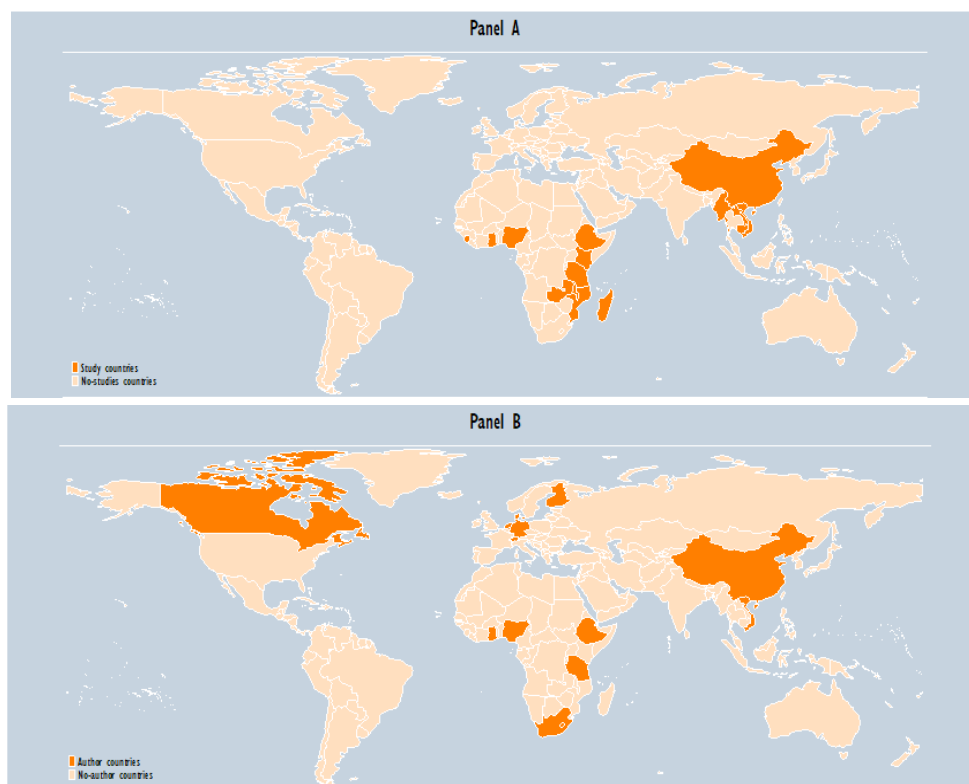 Panel A
Study countries
No-studies countries
Panel B
Author countries
No-author countries